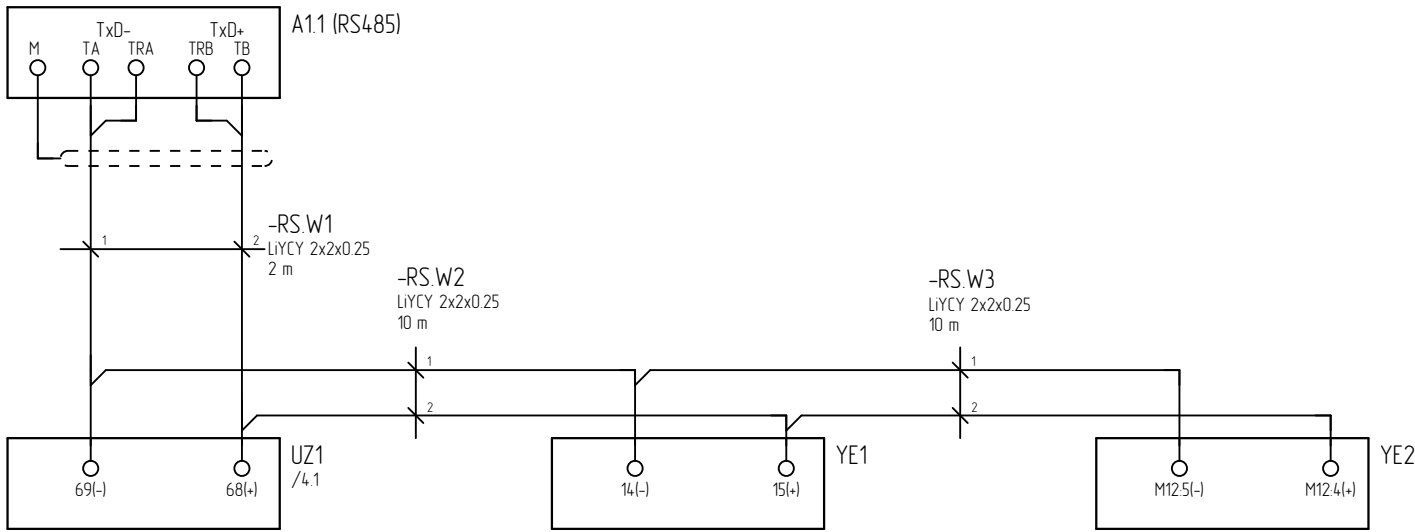 A1.1 (RS485)
TxD- TxD+
M TA TRA TRB TB
-RS.W1
1 2
LiYCY 2x2x0.25
2 m
-RS.W2
LiYCY 2x2x0.25
10 m
-RS.W3
LiYCY 2x2x0.25
10 m
1 1
2 2
UZ1
/4.1
69(-) 68(+)
YE1
14(-) 15(+)
YE2
M12:5(-) M12:4(+)